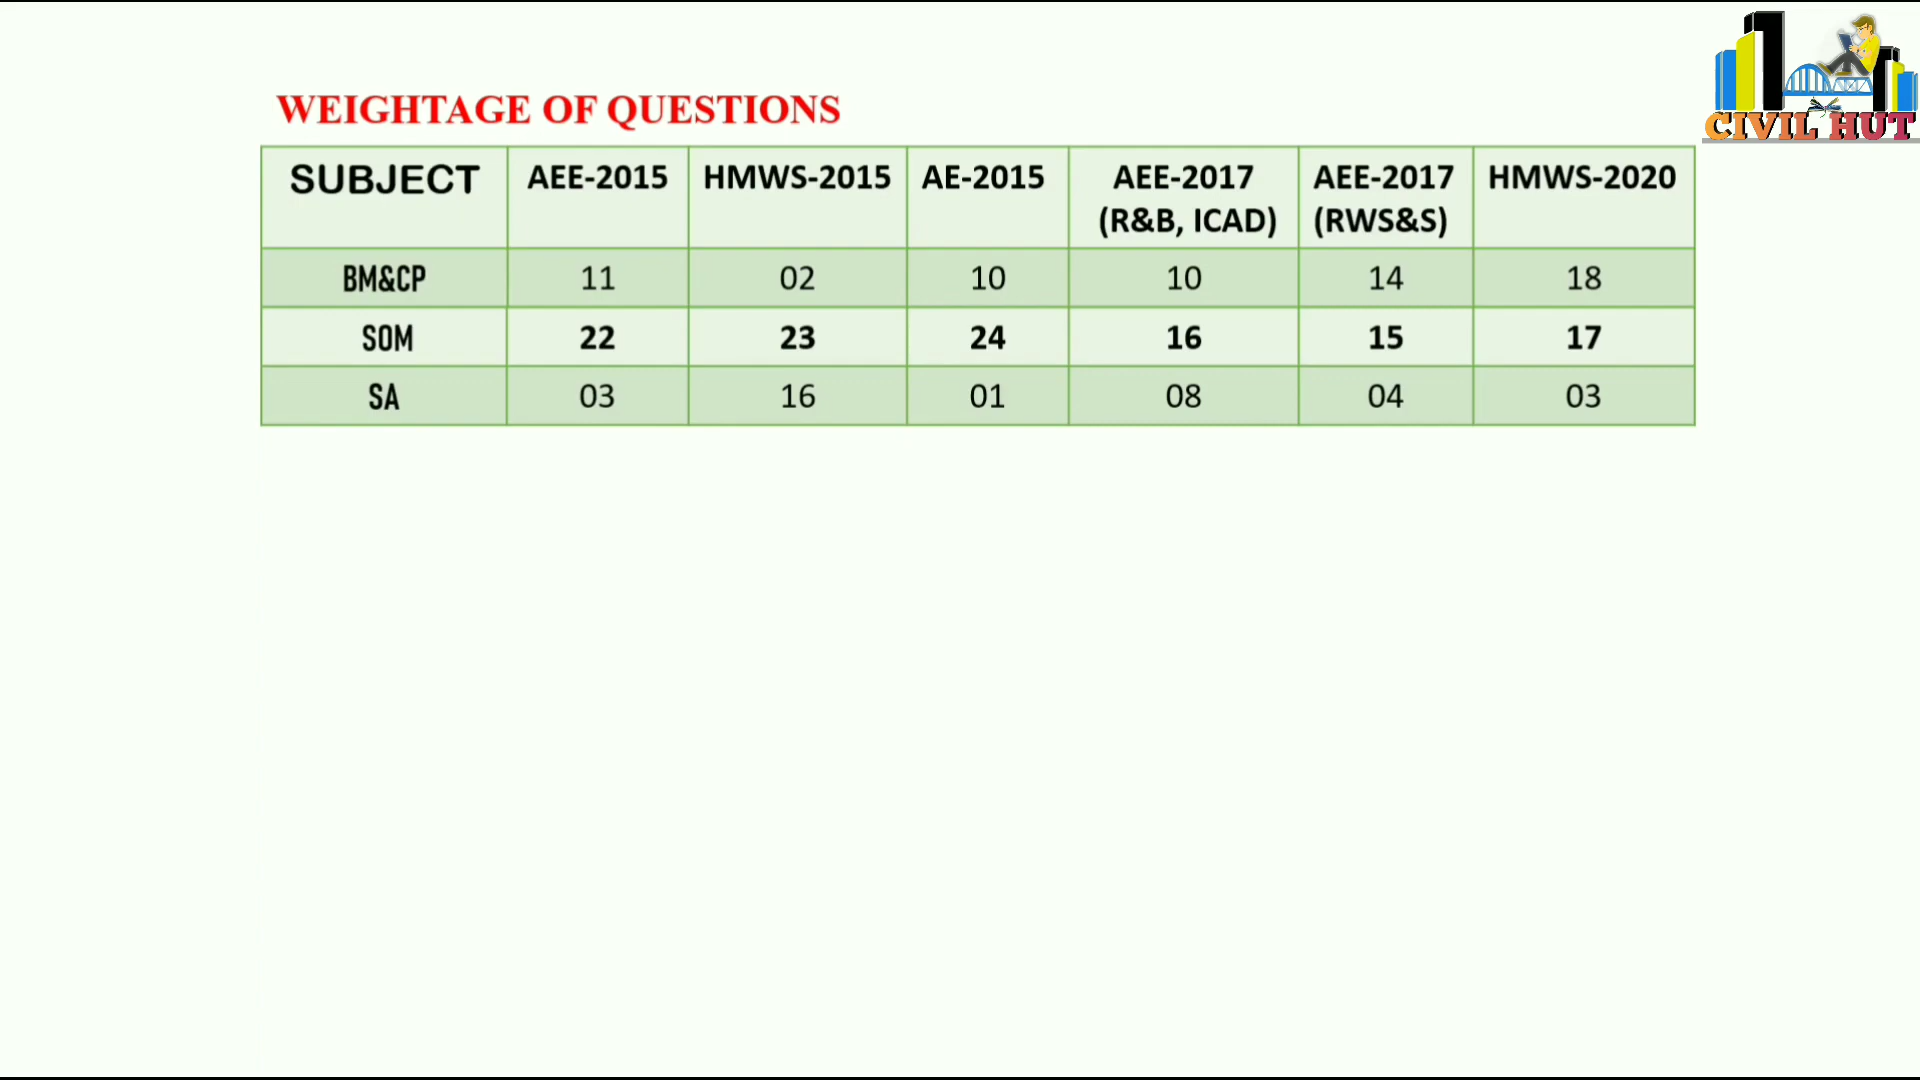 CIVIL HUT
WEIGHTAGE OF QUESTIONS
SUBJECT AEE-2015 HMWS-2015 AE-2015 AEE-2017 (R&B, ICAD) AEE-2017 (RWS&S) HMWS-2020
BM&CP 11 02 10 10 14 18
SOM 22 23 24 16 15 17
SA 03 16 01 08 04 03